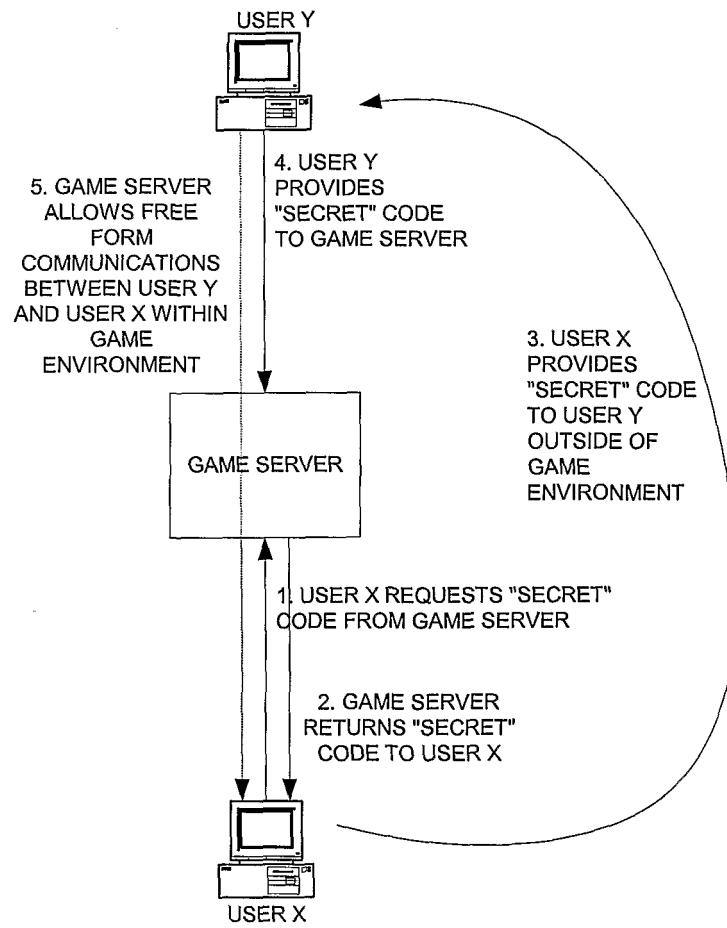 USER Y
4. USER Y
PROVIDES
"SECRET" CODE
TO GAME SERVER
5. GAME SERVER
ALLOWS FREE
FORM
COMMUNICATIONS
BETWEEN USER Y
AND USER X WITHIN
GAME
ENVIRONMENT
3. USER X
PROVIDES
"SECRET" CODE
TO USER Y
OUTSIDE OF
GAME
ENVIRONMENT
GAME SERVER
1. USER X REQUESTS "SECRET"
CODE FROM GAME SERVER
2. GAME SERVER
RETURNS "SECRET"
CODE TO USER X
USER X